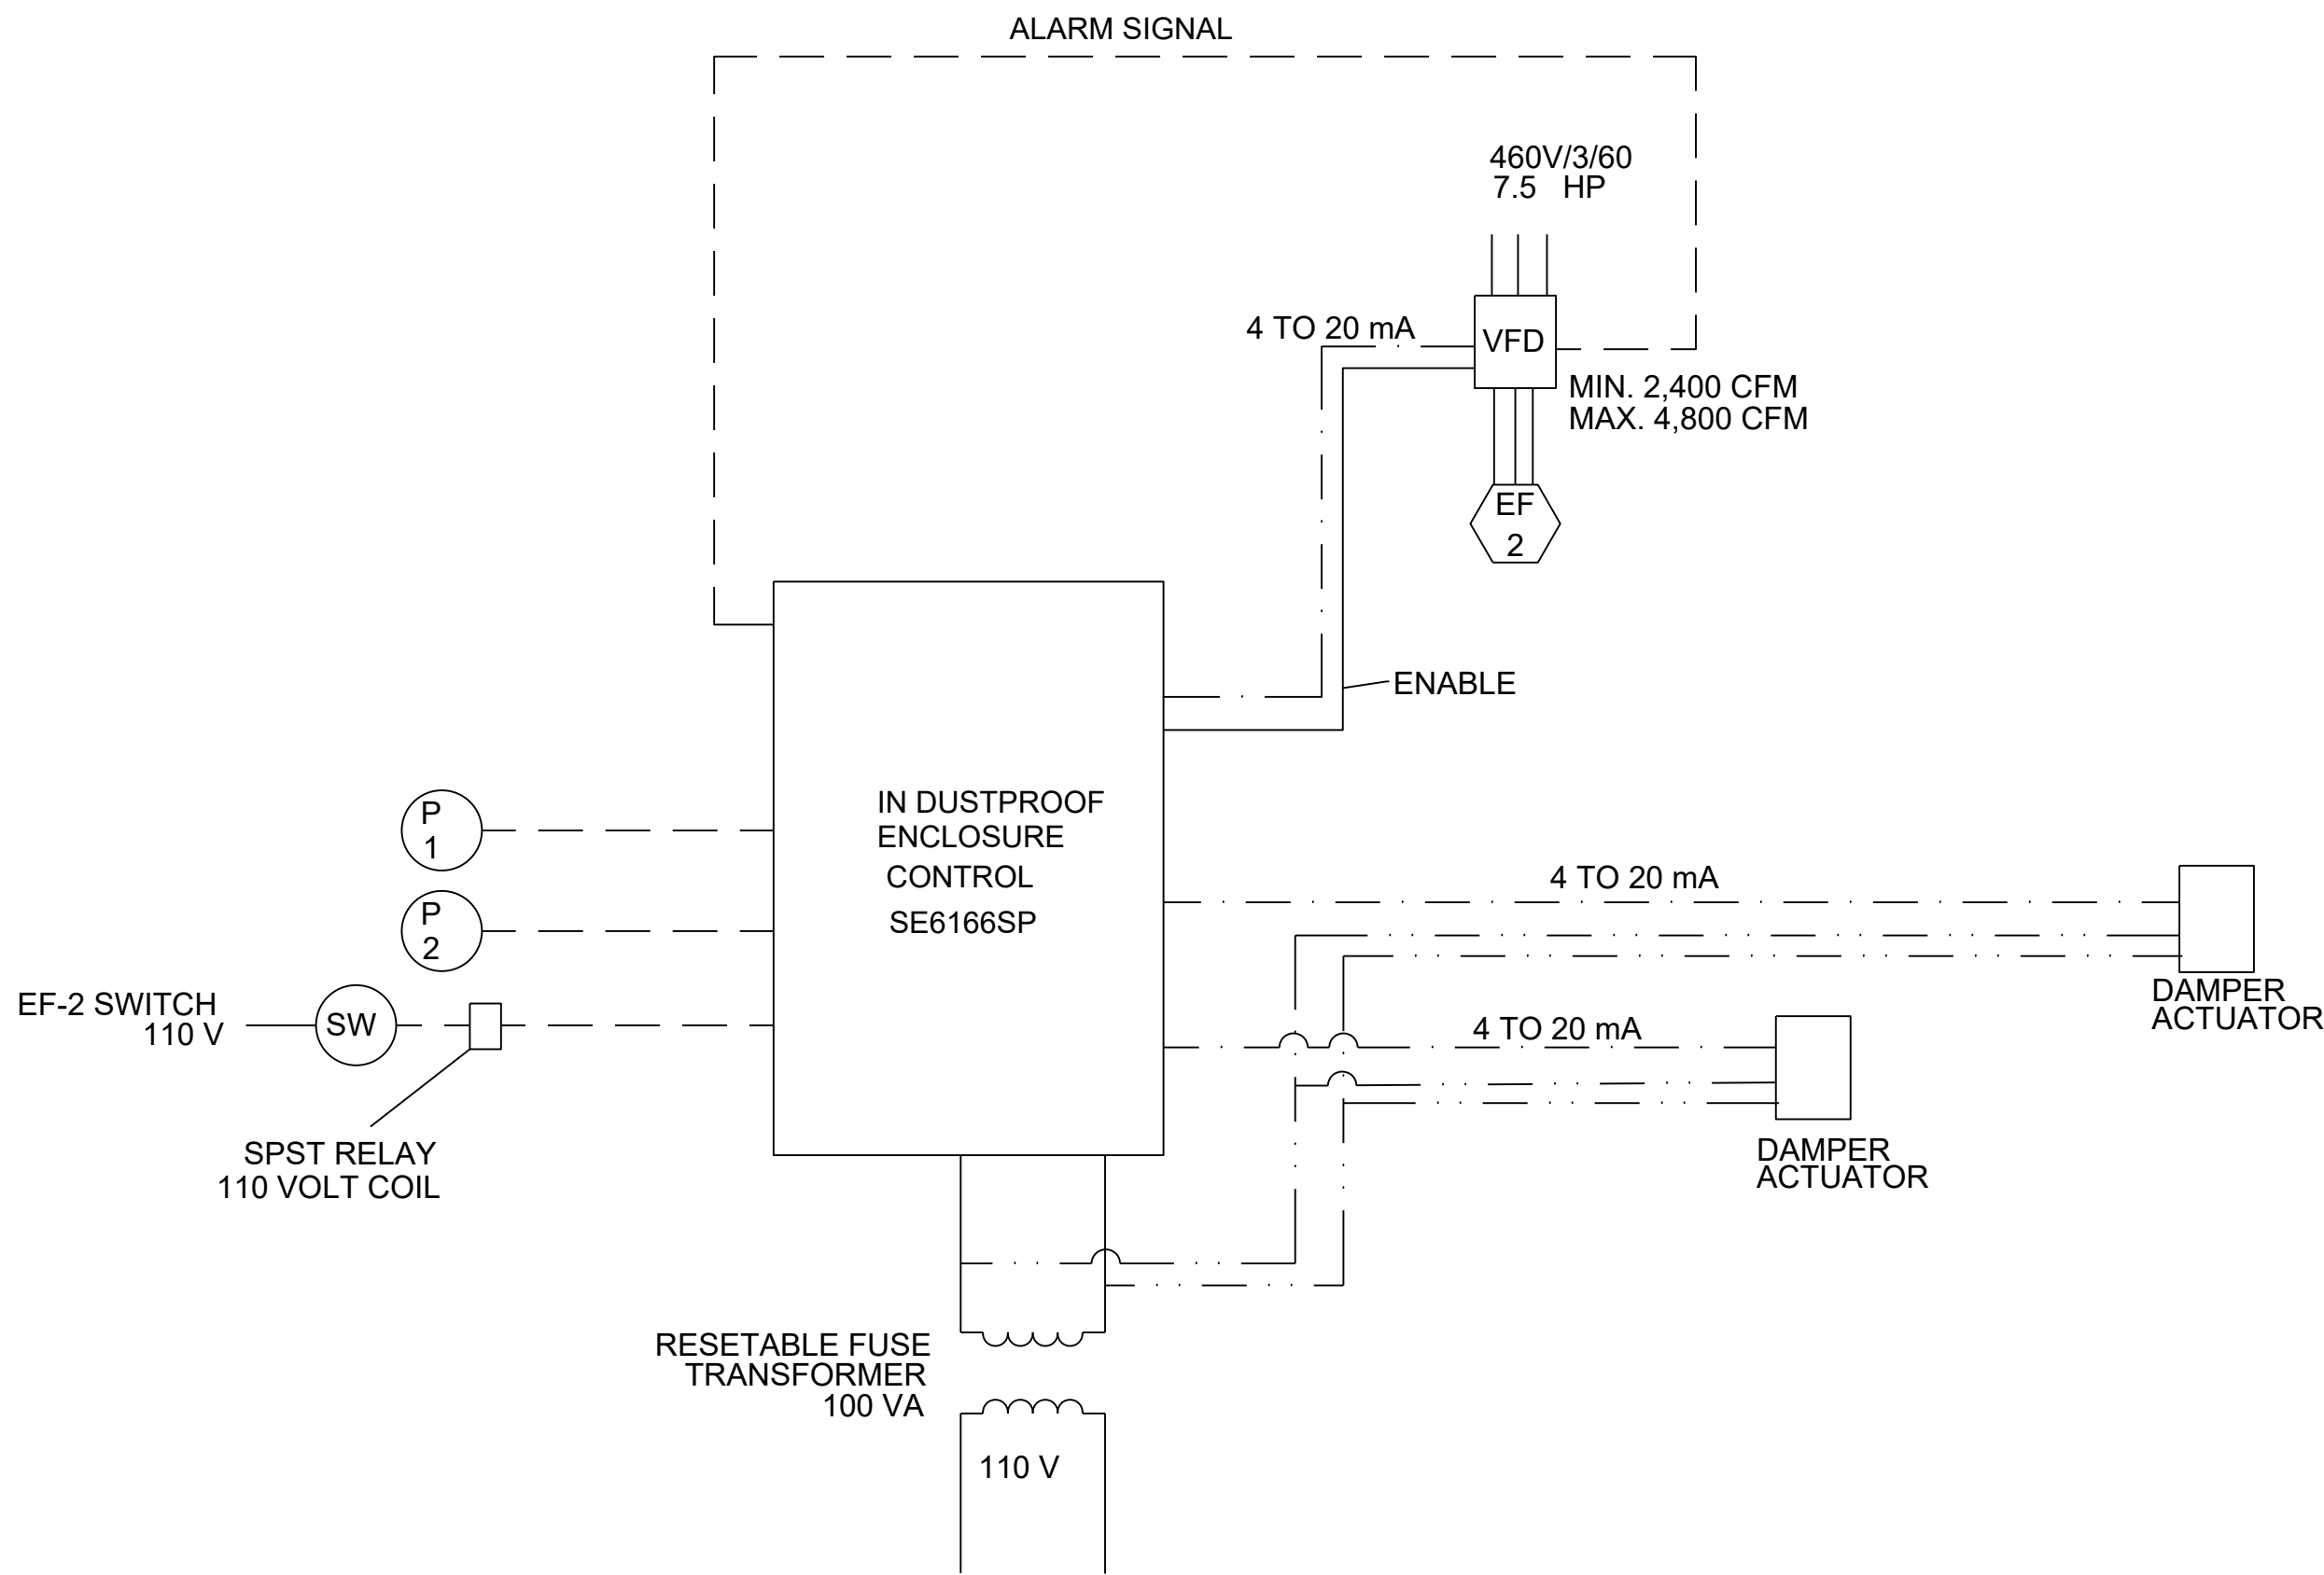 ALARM SIGNAL
460V/3/60
7.5 HP
4 TO 20 mA
VFD
MIN. 2,400 CFM
MAX. 4,800 CFM
EF
2
ENABLE
IN DUSTPROOF
ENCLOSURE
CONTROL
SE6166SP
P
1
P
2
EF-2 SWITCH
110 V
SW
SPST RELAY
110 VOLT COIL
4 TO 20 mA
DAMPER
ACTUATOR
4 TO 20 mA
DAMPER
ACTUATOR
RESETABLE FUSE
TRANSFORMER
100 VA
110 V